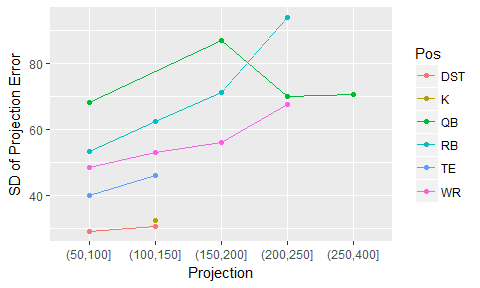 SD of Projection Error
80
60
40
(50,100]
(100,150]
(150,200]
(200,250]
(250,400]
Projection
Pos
DST
K
QB
RB
TE
WR